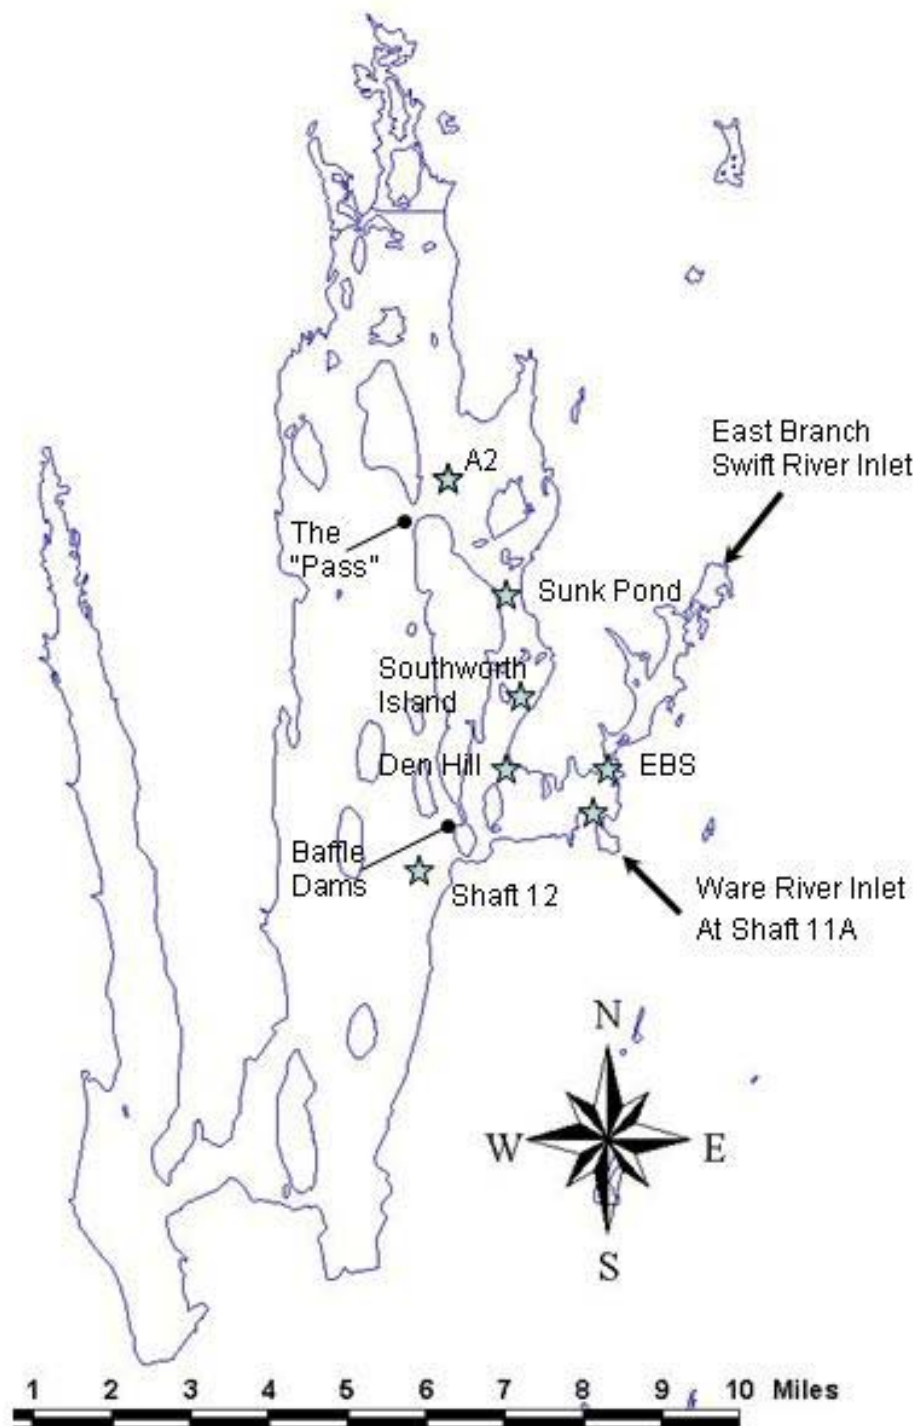 A2
East Branch
Swift River Inlet
The
"Pass"
Sunk Pond
Southworth
Island
Den Hill
EBS
Baffle
Dams
Shaft 12
Ware River Inlet
At Shaft 11A
N
W
E
S
1 2 3 4 5 6 7 8 9 10 Miles